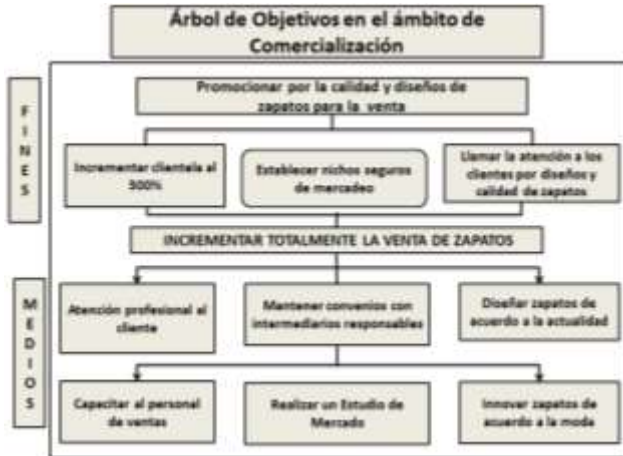 Árbol de Objetivos en el ámbito de
Comercialización
FINES
Promocionar por la calidad y diseños de
zapatos para la venta
Incrementar clientela al
300%
Establecer nichos seguros
de mercadeo
Llamar la atención a los
clientes por diseños y
calidad de zapatos
INCREMENTAR TOTALMENTE LA VENTA DE ZAPATOS
MEDIOS
Atención profesional al
cliente
Mantener convenios con
intermediarios responsables
Diseñar zapatos de
acuerdo a la actualidad
Capacitar al personal
de ventas
Realizar un Estudio de
Mercado
Innovar zapatos de
acuerdo a la moda